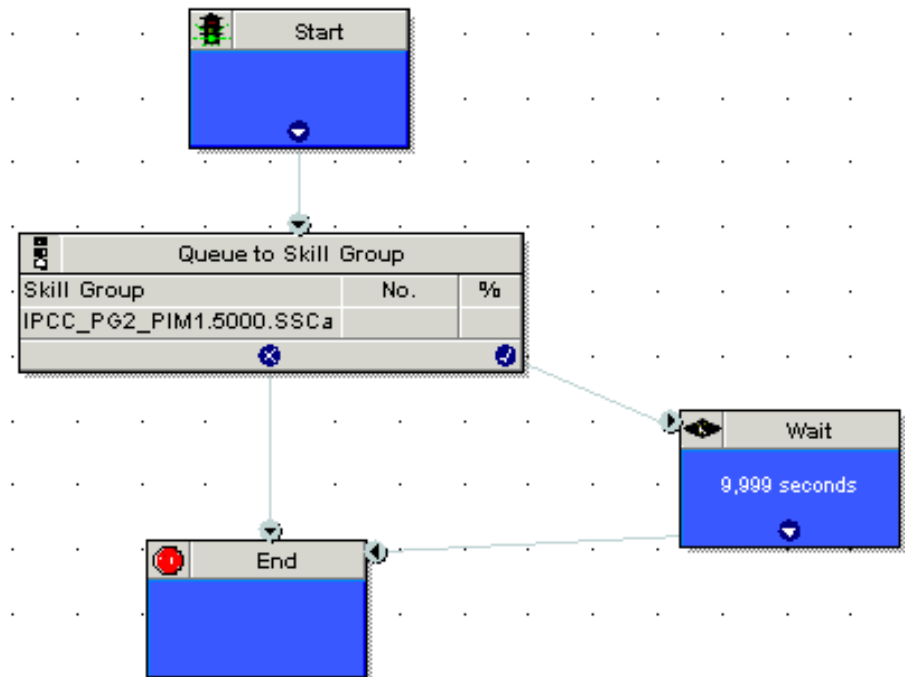 Start
Queue to Skill Group
Skill Group No. %
IPCC_PG2_PIM1.5000.SSCa
Wait
9,999 seconds
End